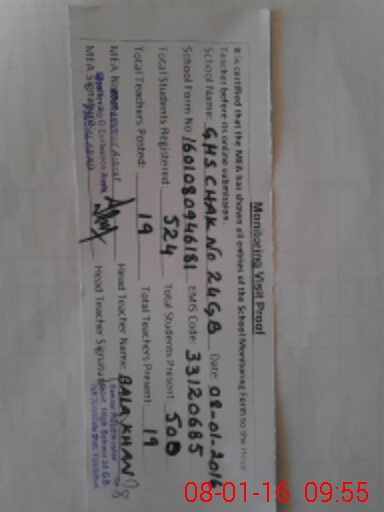 Monitoring Visit Proof
It is certified that the MEA has shown all entries of the School Monitoring Form to the Head
Teacher before its online submission
School Name: GHS CHAK No 24GB Date: 08-01-2016
School Form No 1601080946181 EMIS Code: 33120685
Total Students Registered: 524 Total Students Present 500
Total Teachers Posted: 19 Total Teachers Present 19
MEA Name Head Teacher Name: BALAJ KHAN
MEA Signature Head Teacher Signature
08-01-16 09:55